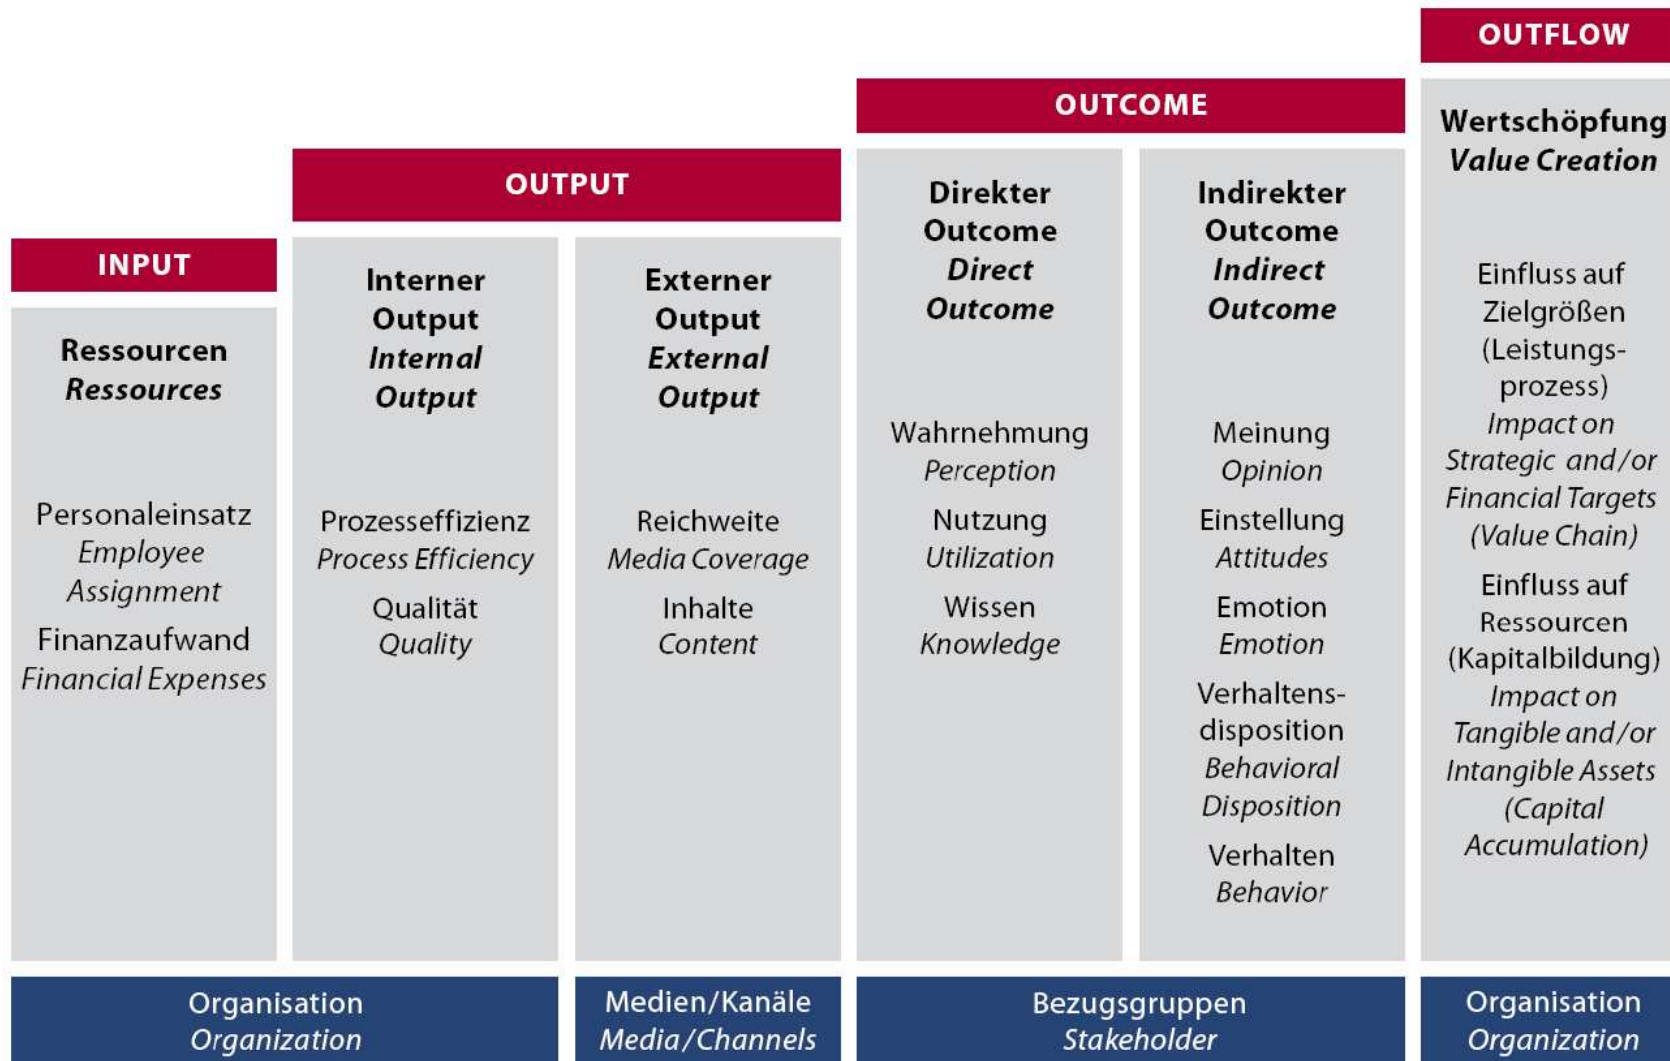 INPUT
Ressourcen
Ressources
Personaleinsatz
Employee
Assignment
Finanzaufwand
Financial Expenses
OUTPUT
Interner
Output
Internal
Output
Prozesseffizienz
Process Efficiency
Qualität
Quality
Externer
Output
External
Output
Reichweite
Media Coverage
Inhalte
Content
OUTCOME
Direkter
Outcome
Direct
Outcome
Wahrnehmung
Perception
Nutzung
Utilization
Wissen
Knowledge
Indirekter
Outcome
Indirect
Outcome
Meinung
Opinion
Einstellung
Attitudes
Emotion
Emotion
Verhaltens-
disposition
Behavioral
Disposition
Verhalten
Behavior
OUTFLOW
Wertschöpfung
Value Creation
Einfluss auf
Zielgrößen
(Leistungs-
prozess)
Impact on
Strategic and/or
Financial Targets
(Value Chain)
Einfluss auf
Ressourcen
(Kapitalbildung)
Impact on
Tangible and/or
Intangible Assets
(Capital
Accumulation)
Organisation
Organization
Medien/Kanäle
Media/Channels
Bezugsgruppen
Stakeholder
Organisation
Organization